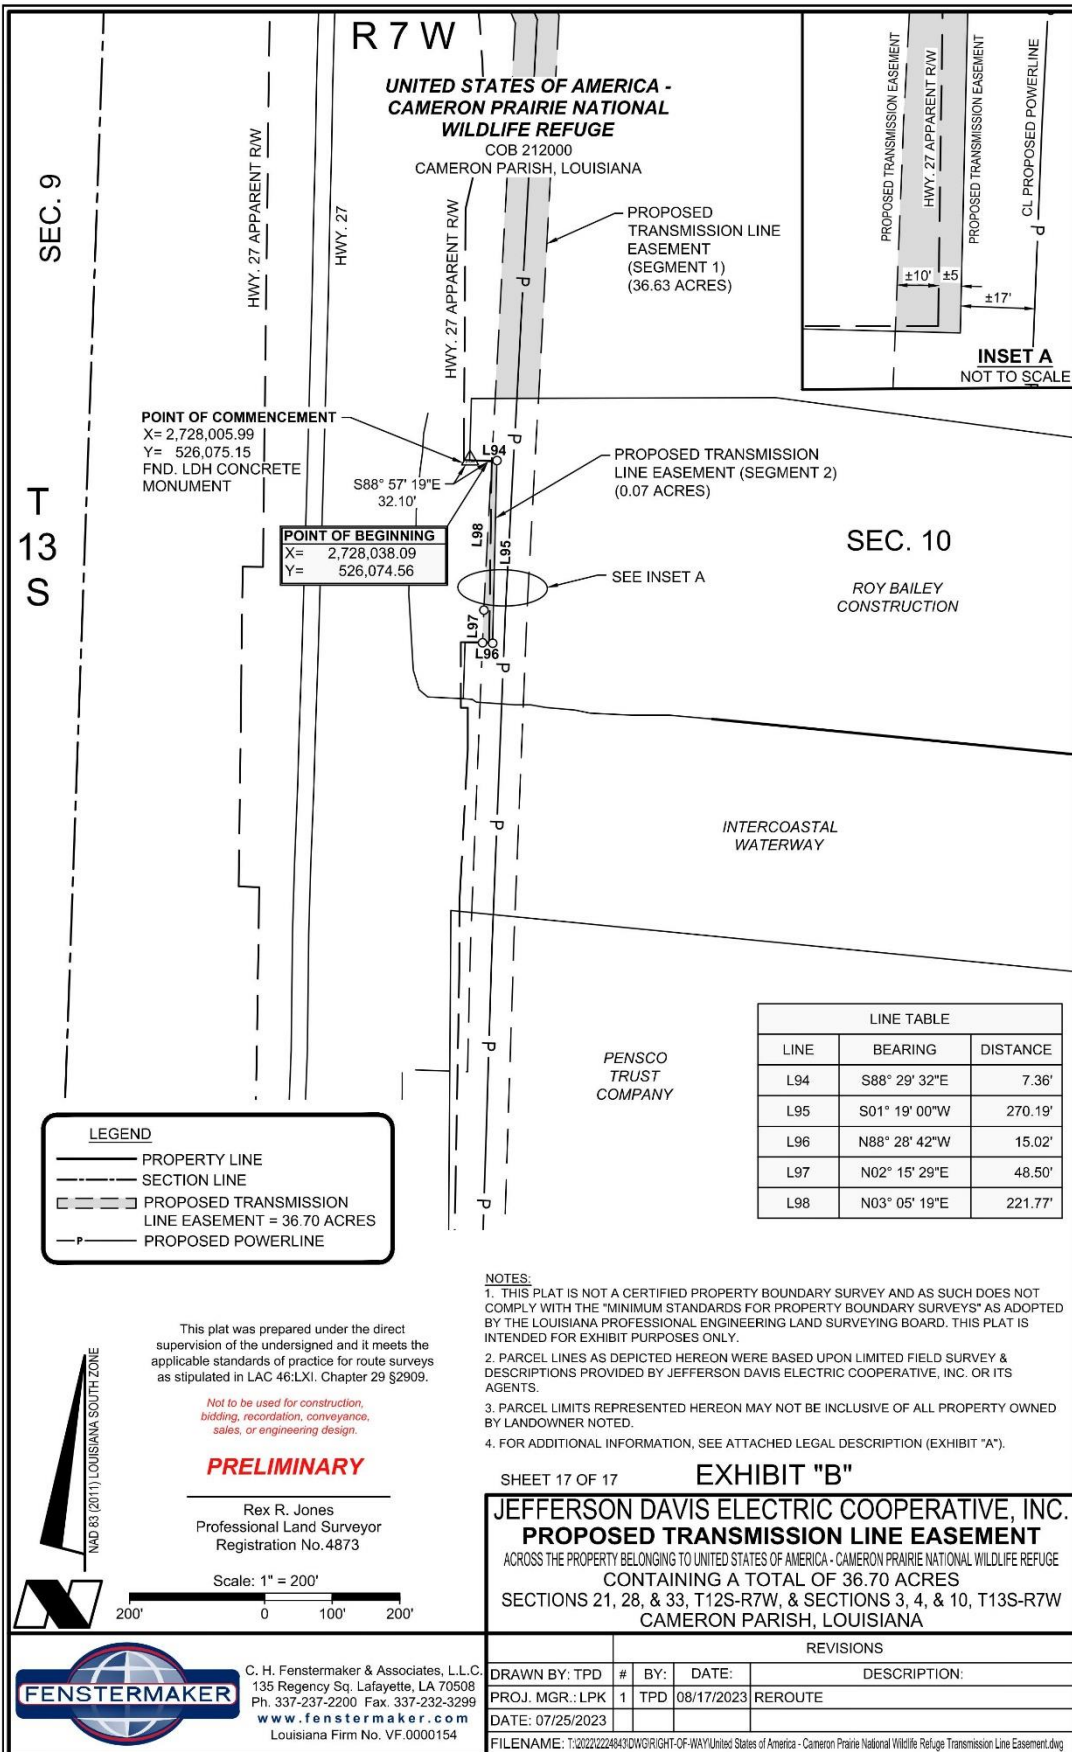 R 7 W
UNITED STATES OF AMERICA -
CAMERON PRAIRIE NATIONAL
WILDLIFE REFUGE
COB 212000
CAMERON PARISH, LOUISIANA
SEC. 9
HWY. 27 APPARENT R/W
HWY. 27
HWY. 27 APPARENT R/W
PROPOSED
TRANSMISSION LINE
EASEMENT
(SEGMENT 1)
(36.63 ACRES)
P
PROPOSED TRANSMISSION EASEMENT
HWY. 27 APPARENT R/W
PROPOSED TRANSMISSION EASEMENT
CL PROPOSED POWERLINE
P
±10'
±5
±17'
INSET A
NOT TO SCALE
POINT OF COMMENCEMENT
X= 2,728,005.99
Y= 526,075.15
FND. LDH CONCRETE
MONUMENT
S88° 57' 19"E
32.10'
L94
P
PROPOSED TRANSMISSION
LINE EASEMENT (SEGMENT 2)
(0.07 ACRES)
T
13
S
POINT OF BEGINNING
X= 2,728,038.09
Y= 526,074.56
L98
L95
SEC. 10
SEE INSET A
ROY BAILEY
CONSTRUCTION
L97
L96
P
INTERCOASTAL
WATERWAY
P
P
PENSCO
TRUST
COMPANY
P
LINE TABLE
LINE BEARING DISTANCE
L94 S88° 29' 32"E 7.36'
L95 S01° 19' 00"W 270.19'
L96 N88° 28' 42"W 15.02'
L97 N02° 15' 29"E 48.50'
L98 N03° 05' 19"E 221.77'
LEGEND
PROPERTY LINE
SECTION LINE
PROPOSED TRANSMISSION
LINE EASEMENT = 36.70 ACRES
P PROPOSED POWERLINE
NOTES:
1. THIS PLAT IS NOT A CERTIFIED PROPERTY BOUNDARY SURVEY AND AS SUCH DOES NOT
COMPLY WITH THE "MINIMUM STANDARDS FOR PROPERTY BOUNDARY SURVEYS" AS ADOPTED
BY THE LOUISIANA PROFESSIONAL ENGINEERING LAND SURVEYING BOARD. THIS PLAT IS
INTENDED FOR EXHIBIT PURPOSES ONLY.
2. PARCEL LINES AS DEPICTED HEREON WERE BASED UPON LIMITED FIELD SURVEY &
DESCRIPTIONS PROVIDED BY JEFFERSON DAVIS ELECTRIC COOPERATIVE, INC. OR ITS
AGENTS.
3. PARCEL LIMITS REPRESENTED HEREON MAY NOT BE INCLUSIVE OF ALL PROPERTY OWNED
BY LANDOWNER NOTED.
4. FOR ADDITIONAL INFORMATION, SEE ATTACHED LEGAL DESCRIPTION (EXHIBIT "A").
This plat was prepared under the direct
supervision of the undersigned and it meets the
applicable standards of practice for route surveys
as stipulated in LAC 46:LXI. Chapter 29 §2909.
Not to be used for construction,
bidding, recordation, conveyance,
sales, or engineering design.
PRELIMINARY
Rex R. Jones
Professional Land Surveyor
Registration No.4873
NAD 83 (2011) LOUISIANA SOUTH ZONE
N
Scale: 1" = 200'
200' 0 100' 200'
SHEET 17 OF 17
EXHIBIT "B"
JEFFERSON DAVIS ELECTRIC COOPERATIVE, INC.
PROPOSED TRANSMISSION LINE EASEMENT
ACROSS THE PROPERTY BELONGING TO UNITED STATES OF AMERICA - CAMERON PRAIRIE NATIONAL WILDLIFE REFUGE
CONTAINING A TOTAL OF 36.70 ACRES
SECTIONS 21, 28, & 33, T12S-R7W, & SECTIONS 3, 4, & 10, T13S-R7W
CAMERON PARISH, LOUISIANA
FENSTERMAKER
C. H. Fenstermaker & Associates, L.L.C.
135 Regency Sq. Lafayette, LA 70508
Ph. 337-237-2200 Fax. 337-232-3299
www.fenstermaker.com
Louisiana Firm No. VF.0000154
REVISIONS
DRAWN BY: TPD # BY: DATE: DESCRIPTION:
PROJ. MGR.: LPK 1 TPD 08/17/2023 REROUTE
DATE: 07/25/2023
FILENAME: T:\2022\2224843\DWG\RIGHT-OF-WAY\United States of America - Cameron Prairie National Wildlife Refuge Transmission Line Easement.dwg